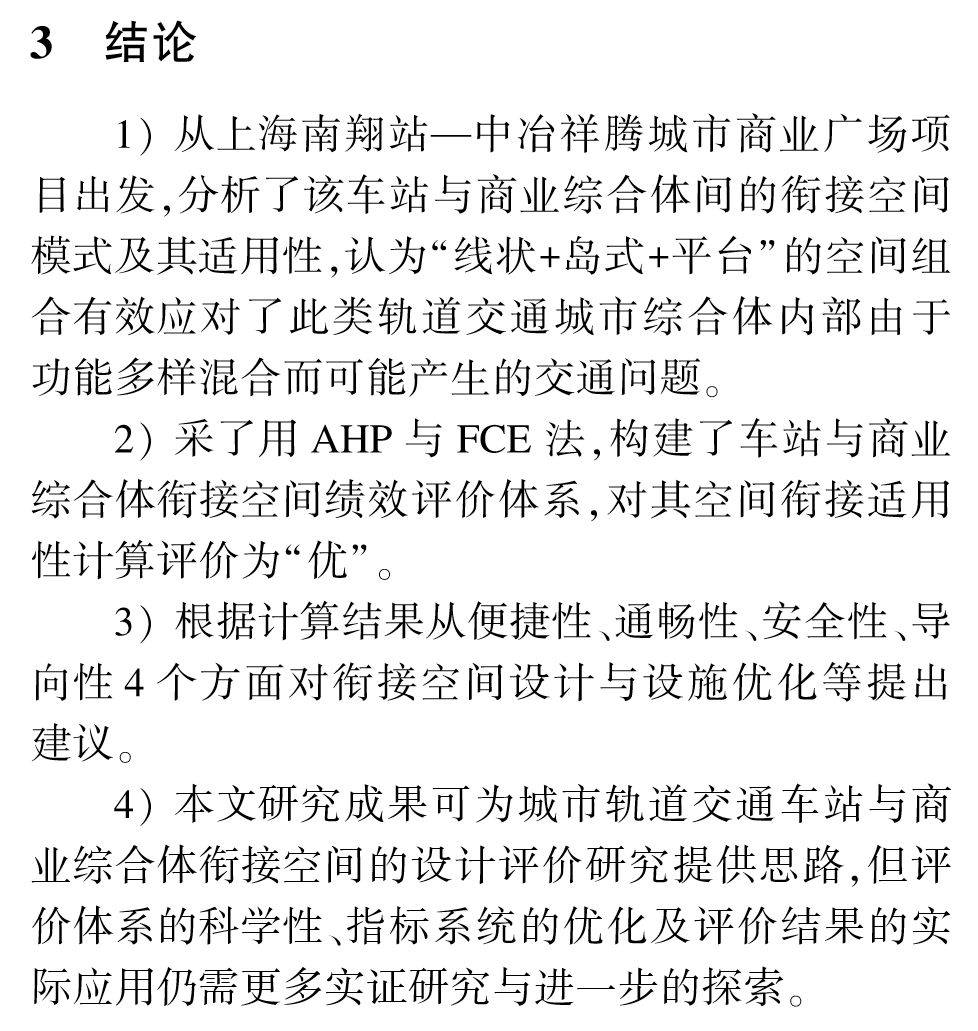 3 结论
1) 从上海南翔站—中冶祥腾城市商业广场项
目出发,分析了该车站与商业综合体间的衔接空间
模式及其适用性,认为“线状+岛式+平台”的空间组
合有效应对了此类轨道交通城市综合体内部由于
功能多样混合而可能产生的交通问题。
2) 采了用 AHP 与 FCE 法,构建了车站与商业
综合体衔接空间绩效评价体系,对其空间衔接适用
性计算评价为“优”。
3) 根据计算结果从便捷性、通畅性、安全性、导
向性 4 个方面对衔接空间设计与设施优化等提出
建议。
4) 本文研究成果可为城市轨道交通车站与商
业综合体衔接空间的设计评价研究提供思路,但评
价体系的科学性、指标系统的优化及评价结果的实
际应用仍需更多实证研究与进一步的探索。